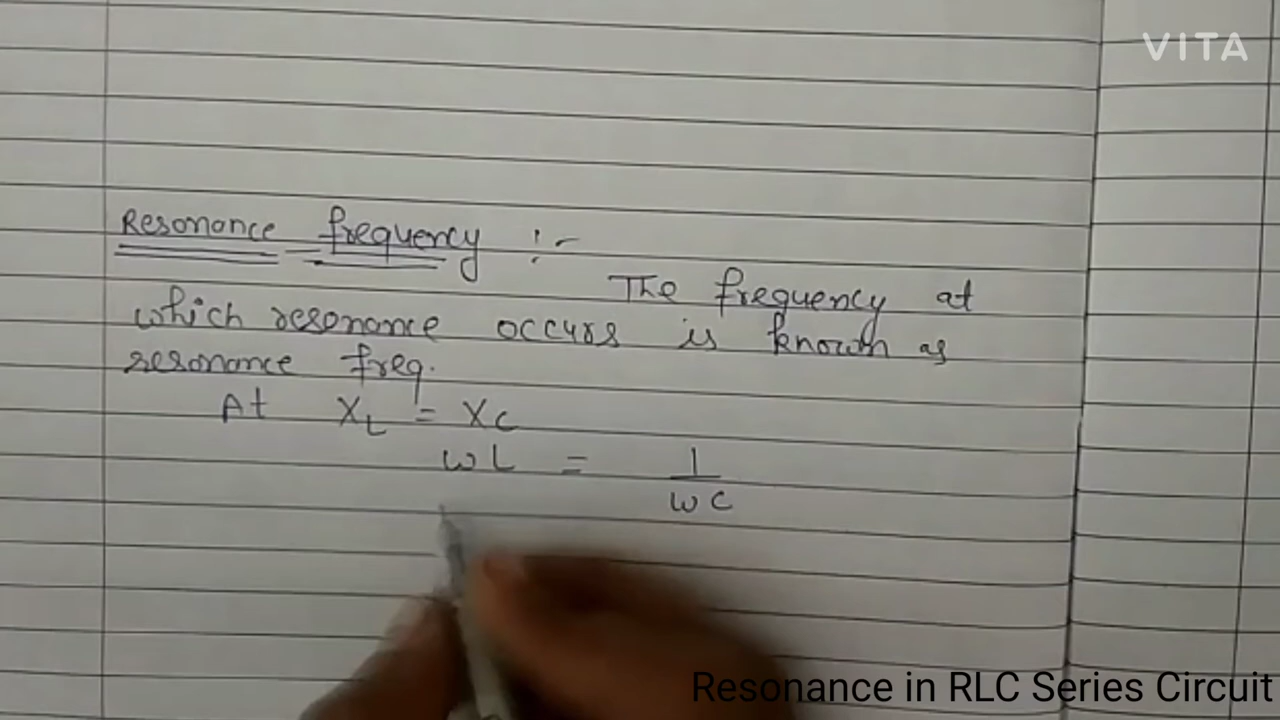 VITA
Resonance frequency :-
The frequency at
which resonance occurs is known as
resonance freq.
At X_L = X_C
ωL = 1/ωC
Resonance in RLC Series Circuit